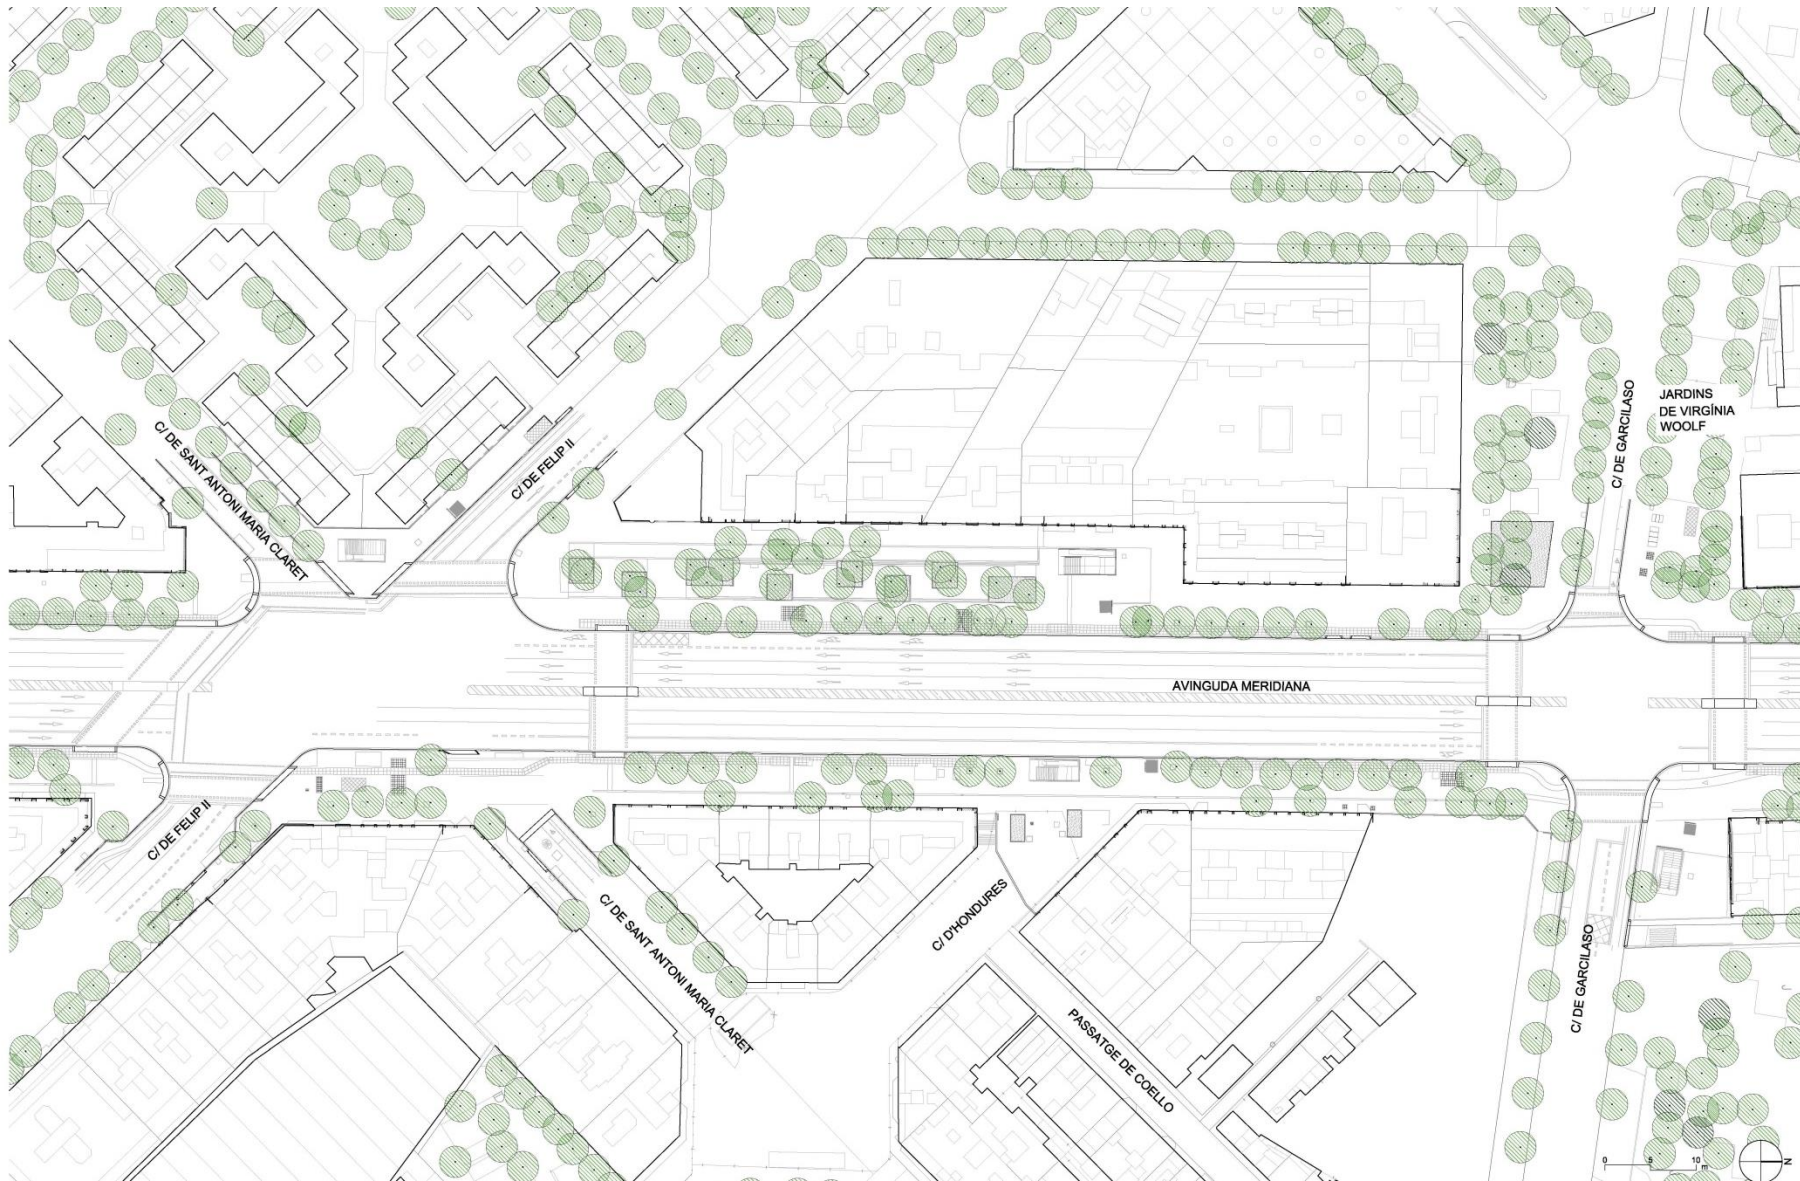 C/ DE GARCILASO
JARDINS
DE VIRGÍNIA
WOOLF
C/ DE SANT ANTONI MARIA CLARET
C/ DE FELIP II
AVINGUDA MERIDIANA
C/ DE FELIP II
C/ DE SANT ANTONI MARIA CLARET
C/ D'HONDURES
PASSATGE DE COELLO
C/ DE GARCILASO
0 5 10
m
N